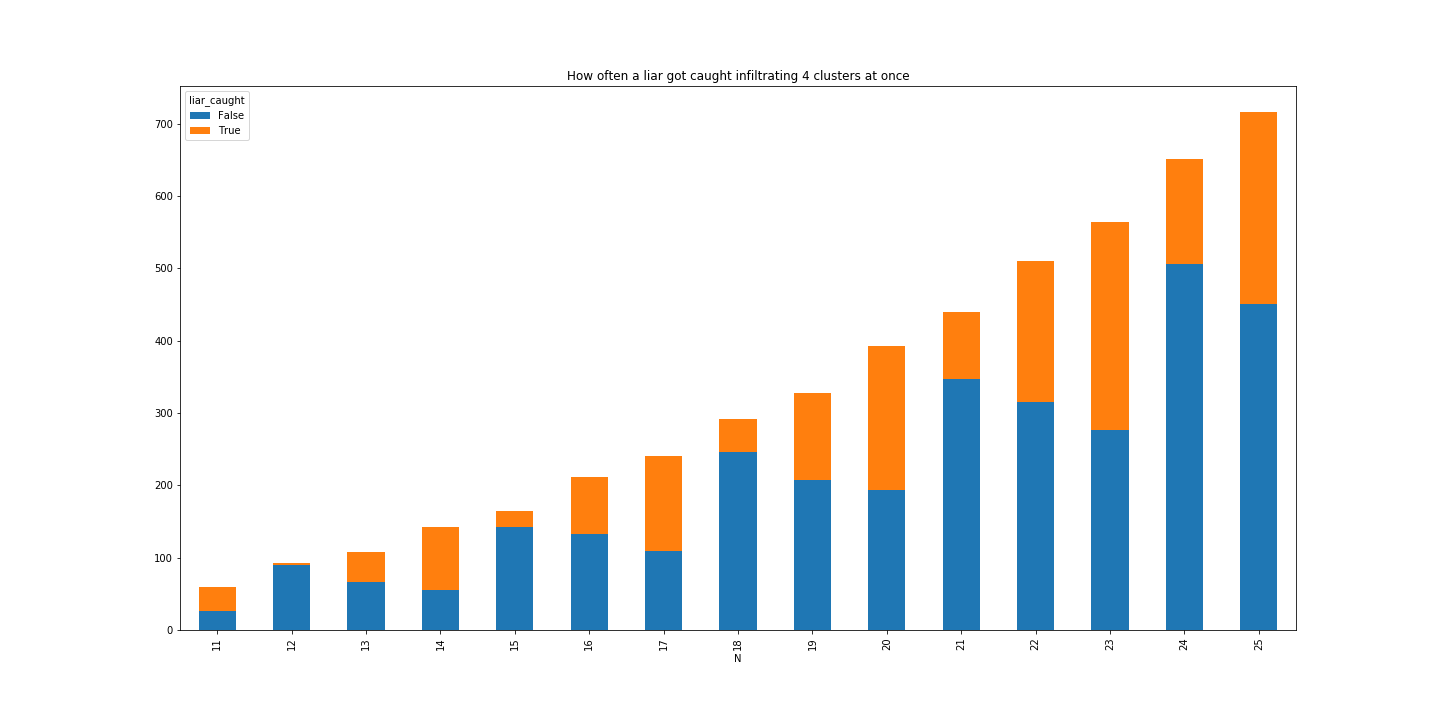 How often a liar got caught infiltrating 4 clusters at once
liar_caught
False
True
700
600
500
400
300
200
100
0
11 12 13 14 15 16 17 18 19 20 21 22 23 24 25
N